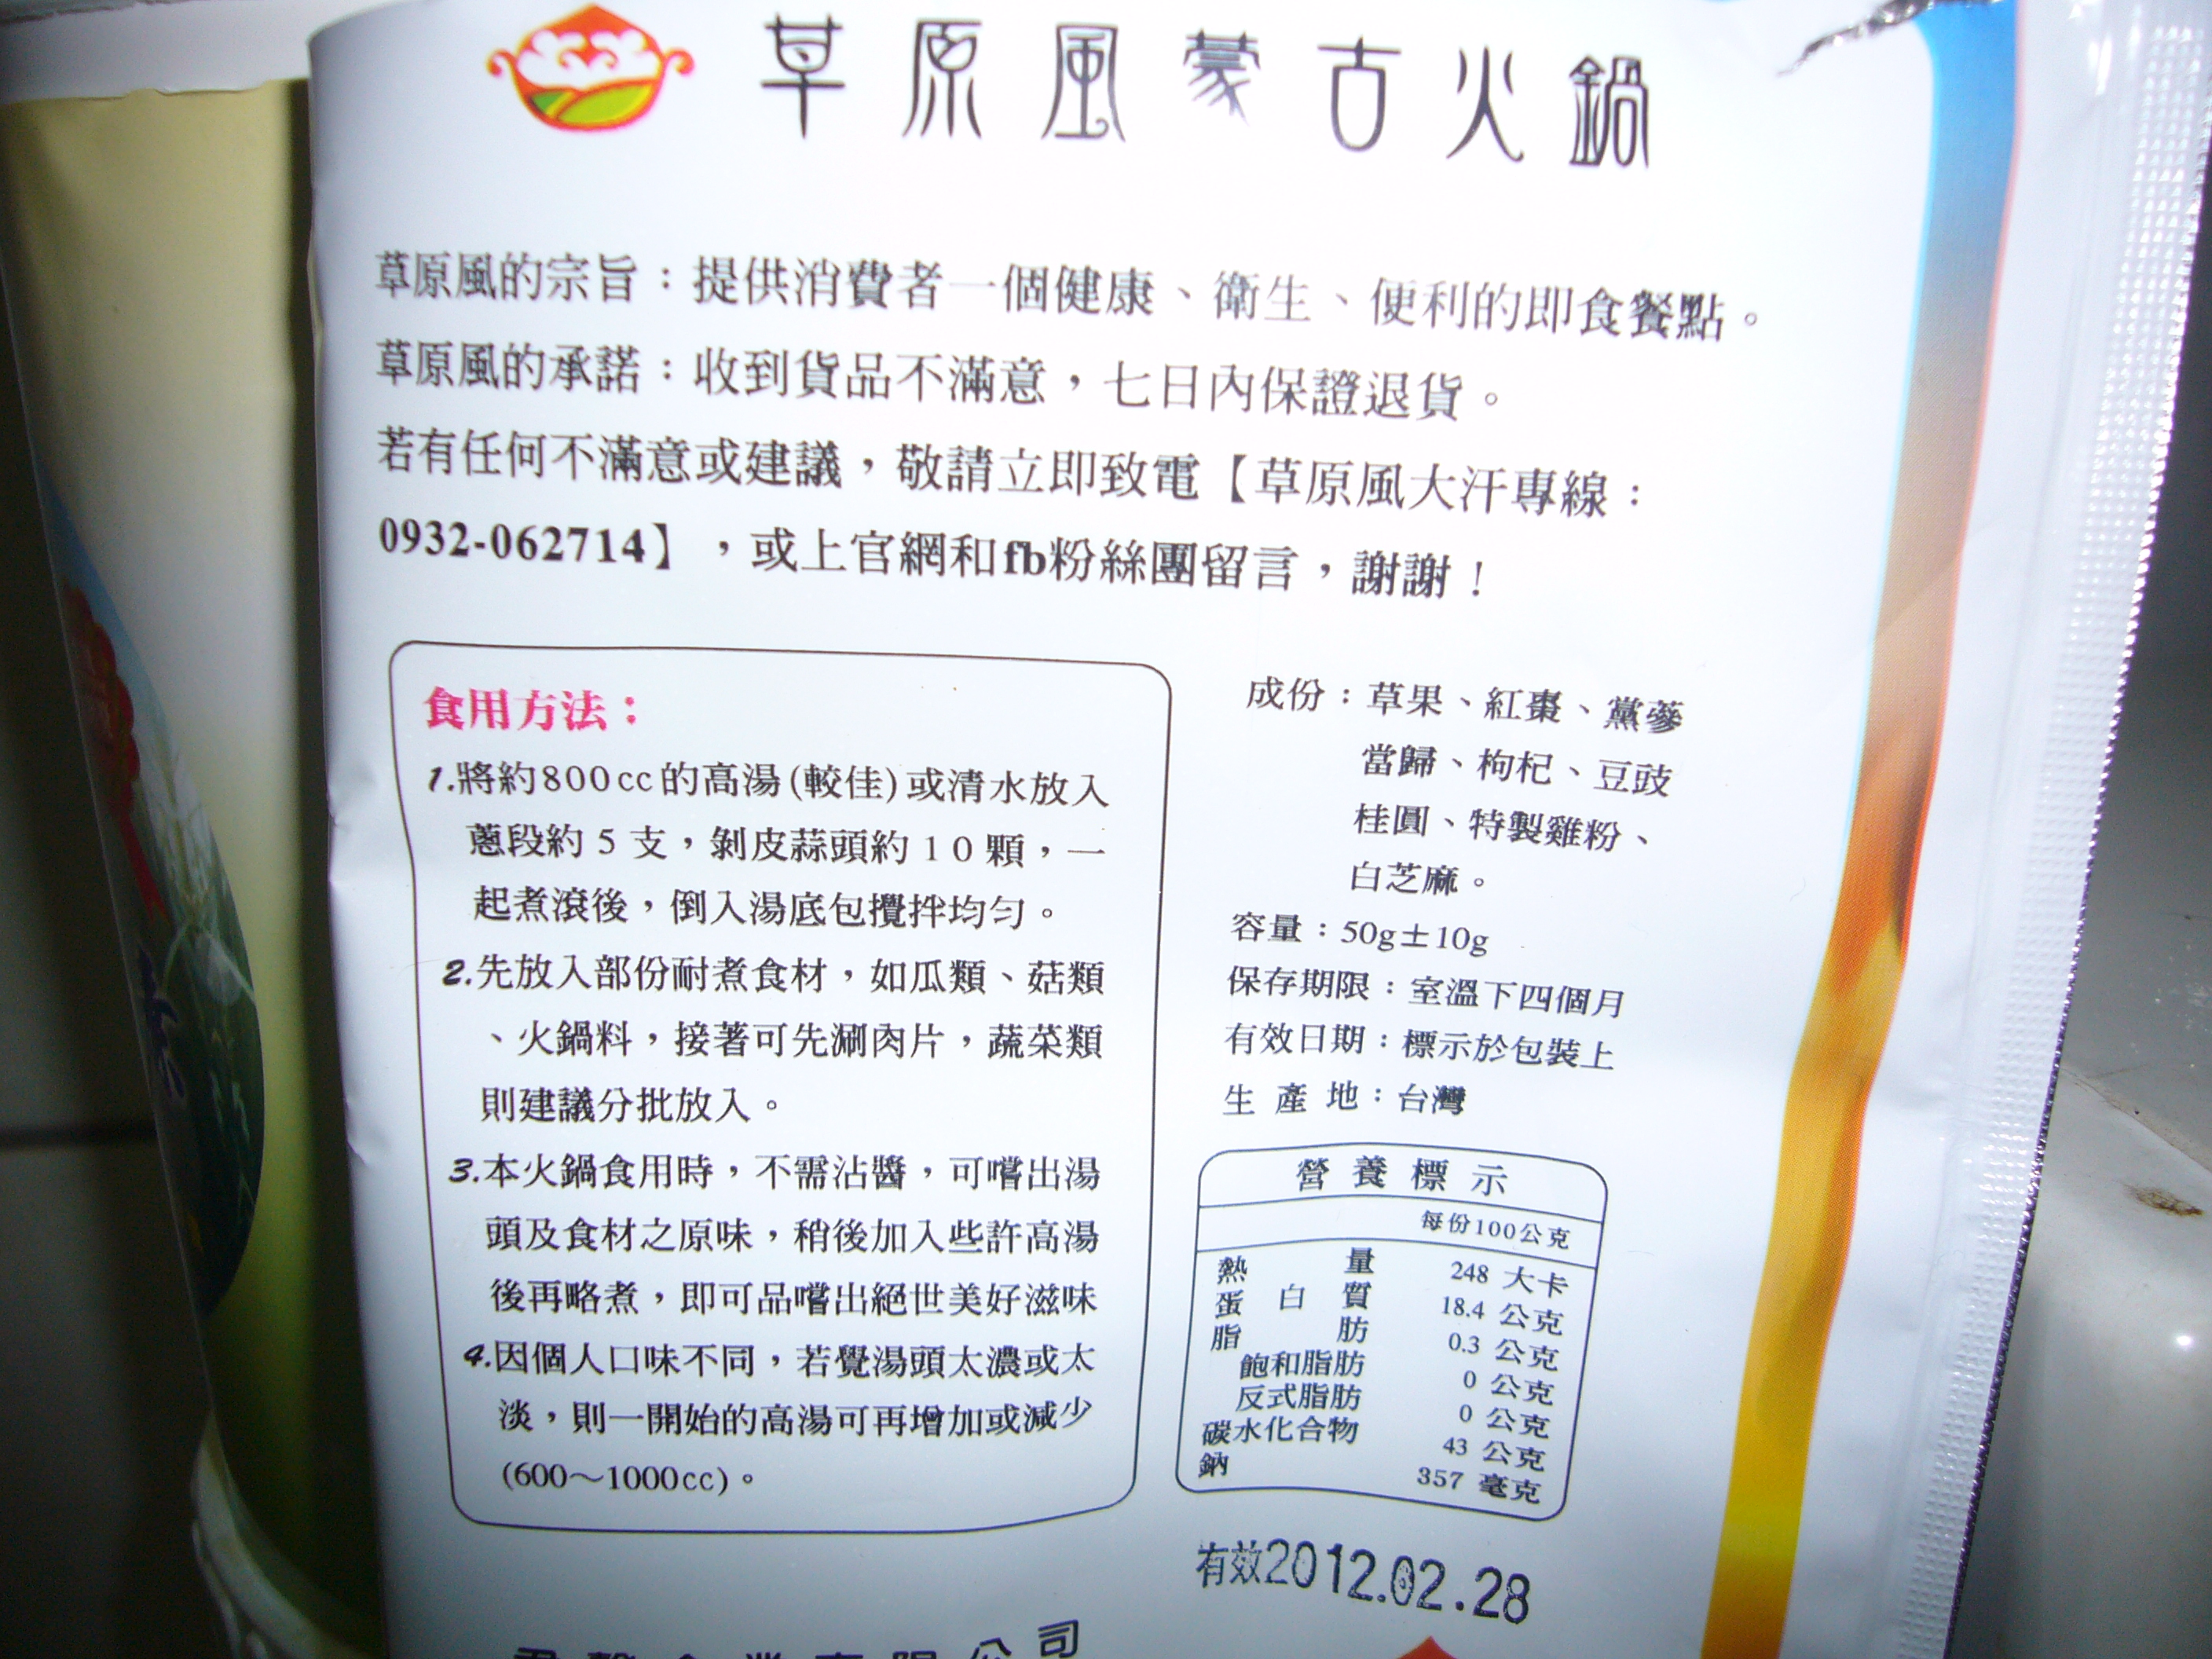 草原風蒙古火鍋
草原風的宗旨：提供消費者一個健康、衛生、便利的即食餐點。
草原風的承諾：收到貨品不滿意，七日內保證退貨。
若有任何不滿意或建議，敬請立即致電【草原風大汗專線：
0932-062714】，或上官網和fb粉絲團留言，謝謝！
食用方法：
1.將約800cc的高湯(較佳)或清水放入
蔥段約5支，剝皮蒜頭約10顆，一
起煮滾後，倒入湯底包攪拌均勻。
2.先放入部份耐煮食材，如瓜類、菇類
、火鍋料，接著可先涮肉片，蔬菜類
則建議分批放入。
3.本火鍋食用時，不需沾醬，可嚐出湯
頭及食材之原味，稍後加入些許高湯
後再略煮，即可品嚐出絕世美好滋味
4.因個人口味不同，若覺湯頭太濃或太
淡，則一開始的高湯可再增加或減少
(600～1000cc)。
成份：草果、紅棗、黨蔘
當歸、枸杞、豆豉
桂圓、特製雞粉、
白芝麻。
容量：50g±10g
保存期限：室溫下四個月
有效日期：標示於包裝上
生產地：台灣
營養標示
每份100公克
熱量 248 大卡
蛋白質 18.4 公克
脂肪 0.3 公克
飽和脂肪 0 公克
反式脂肪 0 公克
碳水化合物 43 公克
鈉 357 毫克
有效2012.02.28
有限公司